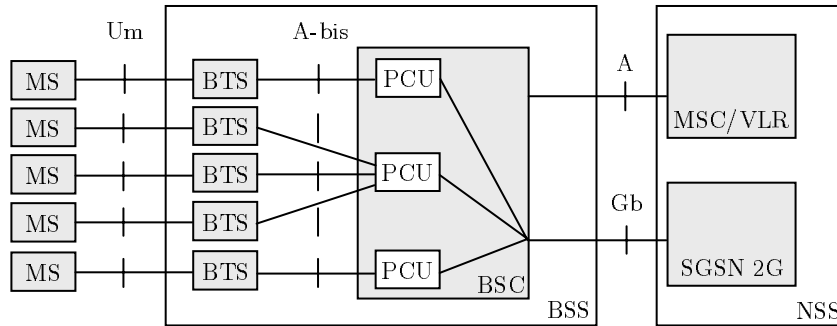 Um
A-bis
A
Gb
MS
BTS
PCU
MS
BTS
MS
BTS
PCU
MS
BTS
MS
BTS
PCU
BSC
BSS
MSC/VLR
SGSN 2G
NSS